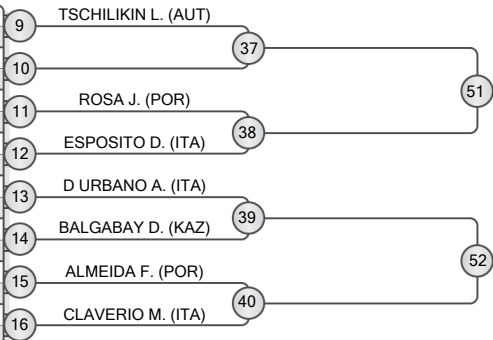 9 TSCHILIKIN L. (AUT)
37
10
51
11 ROSA J. (POR)
38
12 ESPOSITO D. (ITA)
13 D URBANO A. (ITA)
39
14 BALGABAY D. (KAZ)
52
15 ALMEIDA F. (POR)
40
16 CLAVERIO M. (ITA)